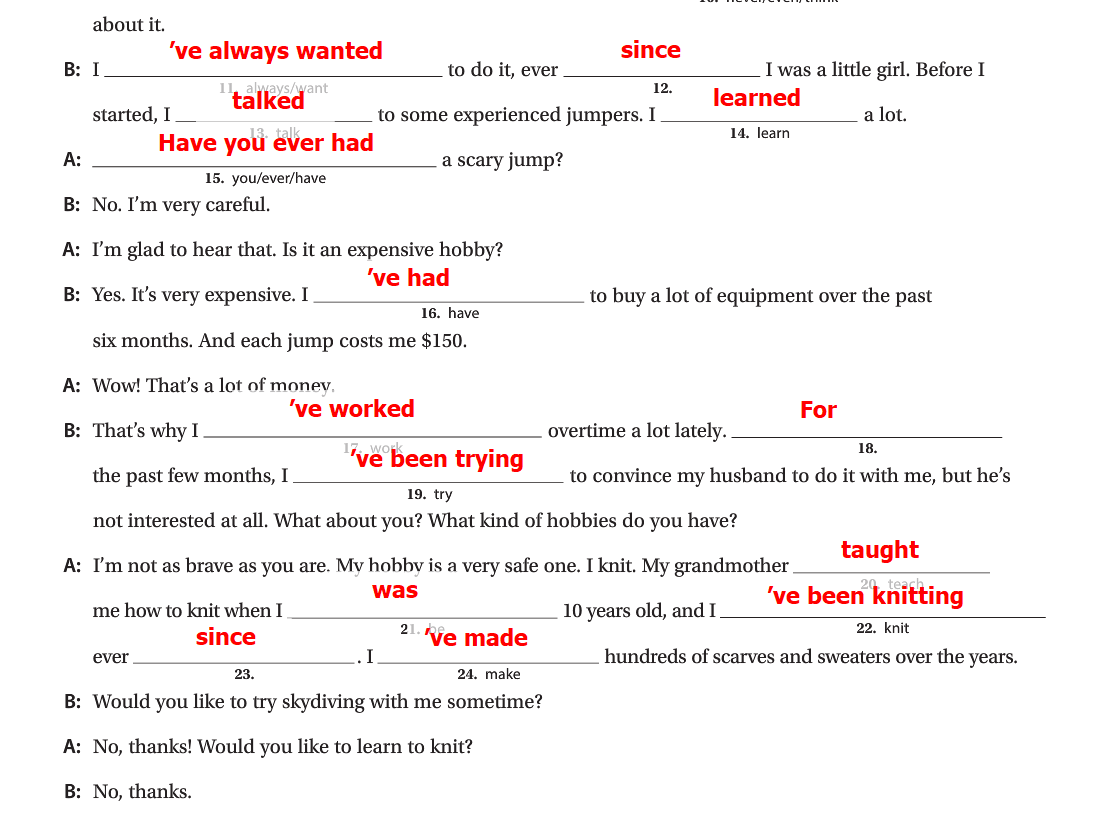 about it.
B: I 've always wanted to do it, ever since I was a little girl. Before I
11. always/want 12.
started, I talked to some experienced jumpers. I learned a lot.
13. talk 14. learn
A: Have you ever had a scary jump?
15. you/ever/have
B: No. I'm very careful.
A: I'm glad to hear that. Is it an expensive hobby?
B: Yes. It's very expensive. I 've had to buy a lot of equipment over the past
16. have
six months. And each jump costs me $150.
A: Wow! That's a lot of money.
B: That's why I 've worked overtime a lot lately. For
17. work 18.
the past few months, I 've been trying to convince my husband to do it with me, but he's
19. try
not interested at all. What about you? What kind of hobbies do you have?
A: I'm not as brave as you are. My hobby is a very safe one. I knit. My grandmother taught
20. teach
me how to knit when I was 10 years old, and I 've been knitting
21. be 22. knit
ever since. I 've made hundreds of scarves and sweaters over the years.
23. 24. make
B: Would you like to try skydiving with me sometime?
A: No, thanks! Would you like to learn to knit?
B: No, thanks.